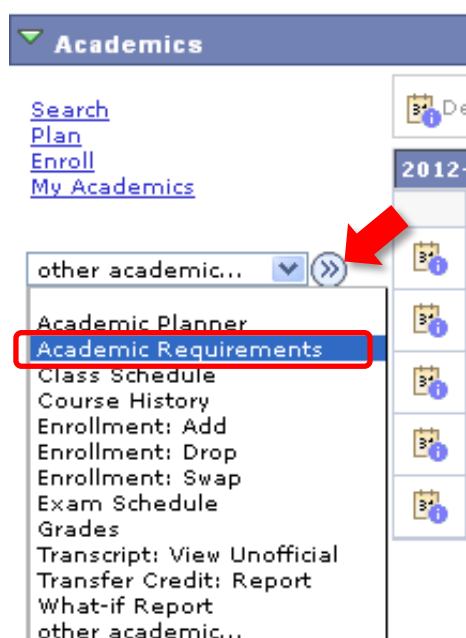 Academics
Search
Plan
Enroll
My Academics
De
2012-
other academic...
Academic Planner
Academic Requirements
Class Schedule
Course History
Enrollment: Add
Enrollment: Drop
Enrollment: Swap
Exam Schedule
Grades
Transcript: View Unofficial
Transfer Credit: Report
What-if Report
other academic...